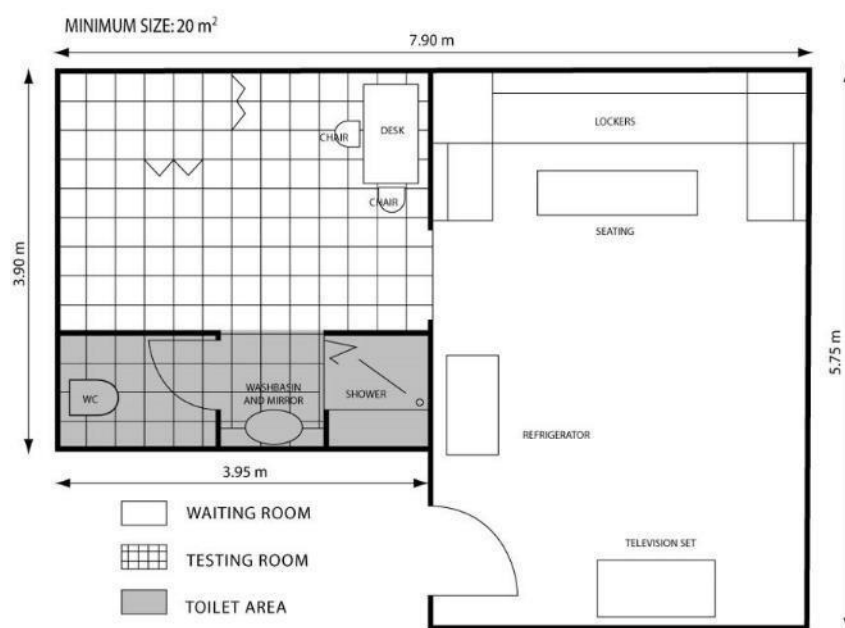 MINIMUM SIZE: 20 m²
7.90 m
3.90 m
CHAIR
DESK
CHAIR
LOCKERS
SEATING
5.75 m
WC
WASHBASIN
AND MIRROR
SHOWER
REFRIGERATOR
3.95 m
WAITING ROOM
TESTING ROOM
TOILET AREA
TELEVISION SET